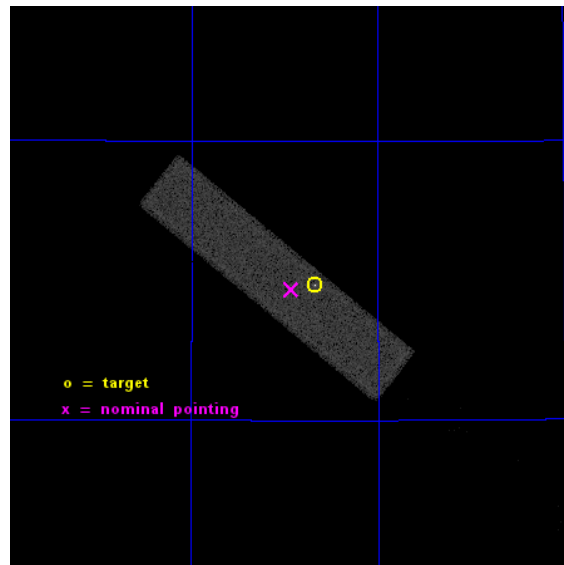 o = target
x = nominal pointing